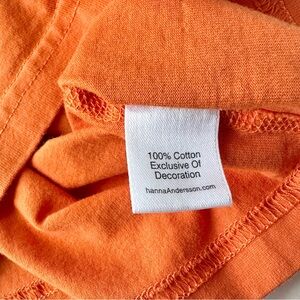 100% Cotton
Exclusive Of
Decoration
hannaAndersson.com